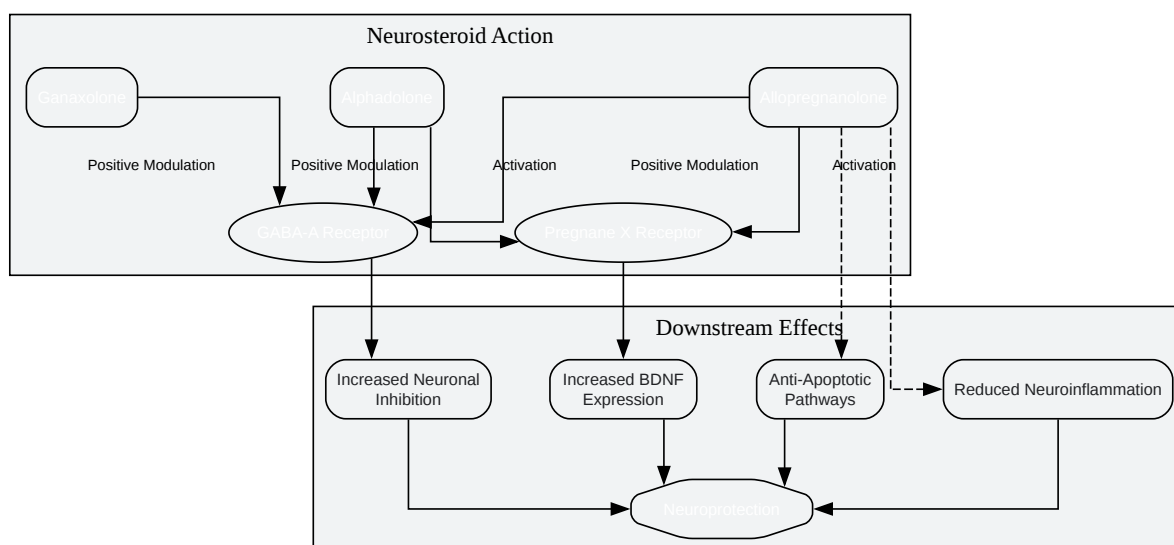 Neurosteroid Action
Ganaxolone
Alphadolone
Allopregnanolone
Positive Modulation
Positive Modulation
Activation
Positive Modulation
Activation
GABA-A Receptor
Pregnane X Receptor
Downstream Effects
Increased Neuronal
Inhibition
Increased BDNF
Expression
Anti-Apoptotic
Pathways
Reduced Neuroinflammation
Neuroprotection